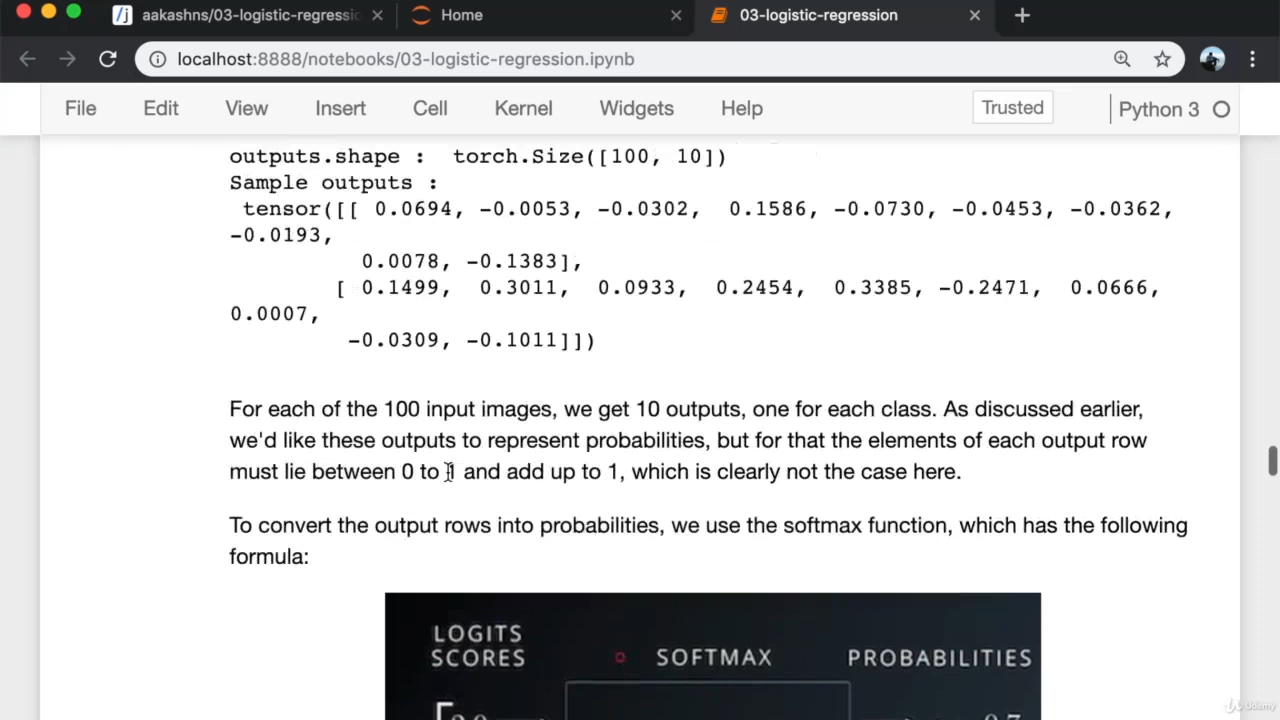 aakashns/03-logistic-regressic
Home
03-logistic-regression
localhost:8888/notebooks/03-logistic-regression.ipynb
File Edit View Insert Cell Kernel Widgets Help Trusted Python 3
outputs.shape :  torch.Size([100, 10])
Sample outputs :
tensor([[ 0.0694, -0.0053, -0.0302,  0.1586, -0.0730, -0.0453, -0.0362,
-0.0193,
0.0078, -0.1383],
[ 0.1499,  0.3011,  0.0933,  0.2454,  0.3385, -0.2471,  0.0666,
0.0007,
-0.0309, -0.1011]])
For each of the 100 input images, we get 10 outputs, one for each class. As discussed earlier,
we'd like these outputs to represent probabilities, but for that the elements of each output row
must lie between 0 to 1 and add up to 1, which is clearly not the case here.
To convert the output rows into probabilities, we use the softmax function, which has the following
formula:
LOGITS
SCORES SOFTMAX PROBABILITIES
Udemy